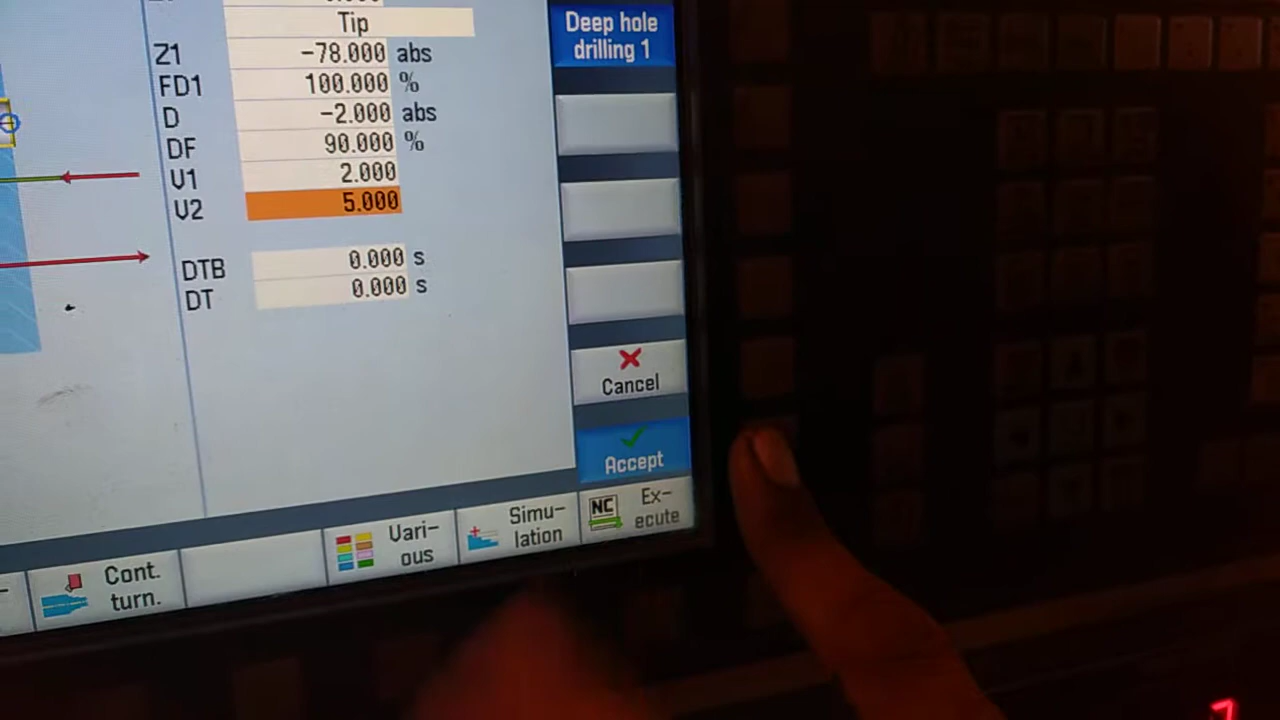 Tip
Z1 -78.000 abs
FD1 100.000 %
D -2.000 abs
DF 90.000 %
V1 2.000
V2 5.000
DTB 0.000 s
DT 0.000 s
Deep hole
drilling 1
Cancel
Accept
Cont.
turn.
Vari-
ous
Simu-
lation
NC
Ex-
ecute
7